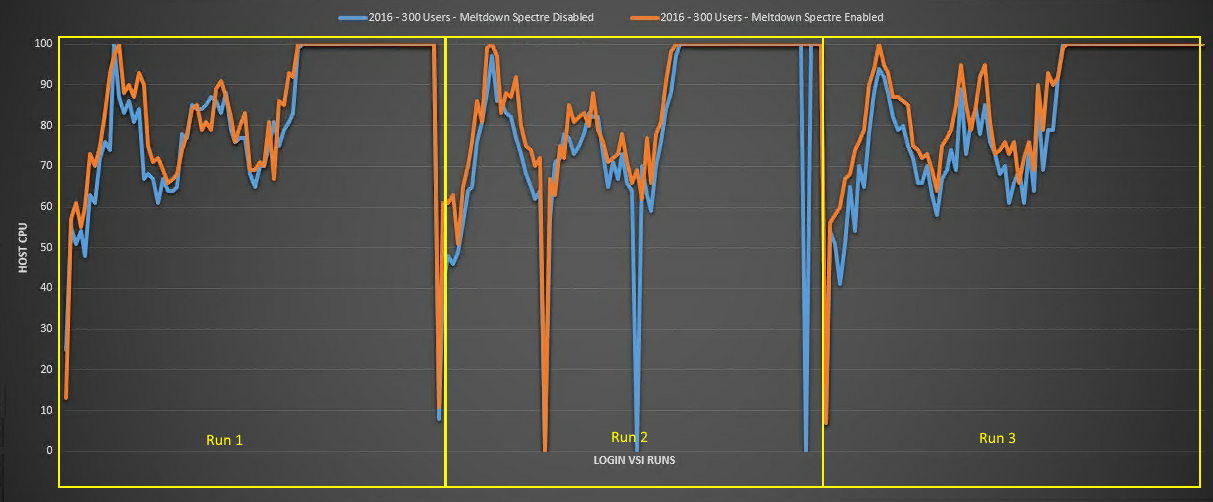 2016 - 300 Users - Meltdown Spectre Disabled 2016 - 300 Users - Meltdown Spectre Enabled
100
90
80
70
60
50
40
30
20
10
0
HOST CPU
Run 1
Run 2
Run 3
LOGIN VSI RUNS